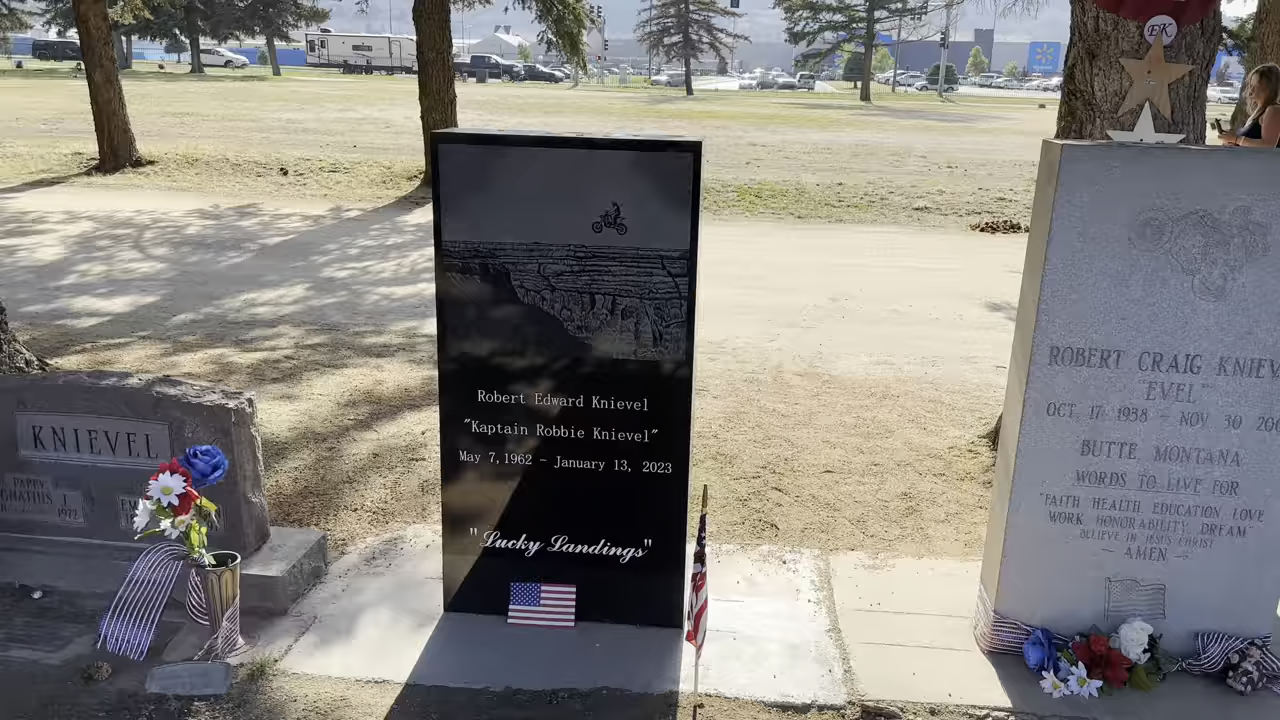 EK
KNIEVEL
PAPPY
1972
Robert Edward Knievel
"Kaptain Robbie Knievel"
May 7, 1962 - January 13, 2023
"Lucky Landings"
ROBERT CRAIG KNIEV
"EVEL"
OCT. 17. 1938 - NOV. 30 200
BUTTE, MONTANA
WORDS TO LIVE FOR
"FAITH HEALTH EDUCATION LOVE
WORK HONORABILITY DREAM"
BELIEVE IN JESUS CHRIST
- AMEN -